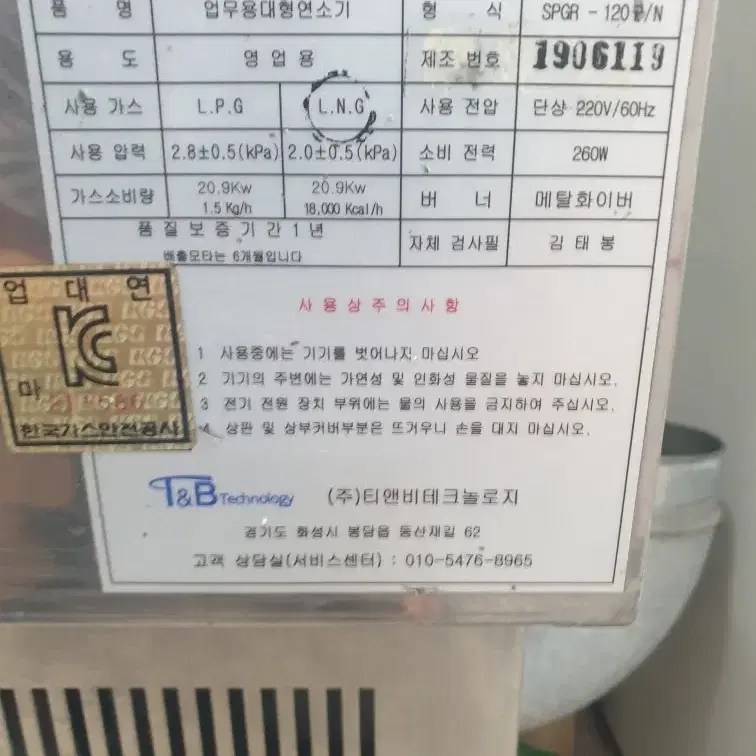 품 명 업무용대형연소기 형 식 SPGR - 120 /N
용 도 영 업 용 제조 번호 1906119
사용 가스 L.P.G L.N.G 사용 전압 단상 220V/60Hz
사용 압력 2.8±0.5(kPa) 2.0±0.5(kPa) 소비 전력 260W
가스소비량 20.9Kw 1.5 Kg/h 20.9Kw 18,000 Kcal/h 버 너 메탈화이버
품 질 보 증 기 간 1 년 자체 검사필 김 태 봉
배출모타는 6개월입니다
업 대 연
마
한국가스안전공사
사 용 상 주 의 사 항
1 사용중에는 기기를 벗어나지 마십시오
2 기기의 주변에는 가연성 및 인화성 물질을 놓지 마십시오.
3 전기 전원 장치 부위에는 물의 사용을 금지하여 주십시오.
4 상판 및 상부커버부분은 뜨거우니 손을 대지 마십시오.
T&B Technology (주)티앤비테크놀로지
경기도 화성시 봉담읍 동산재길 62
고객 상담실(서비스센터) : 010-5476-8965